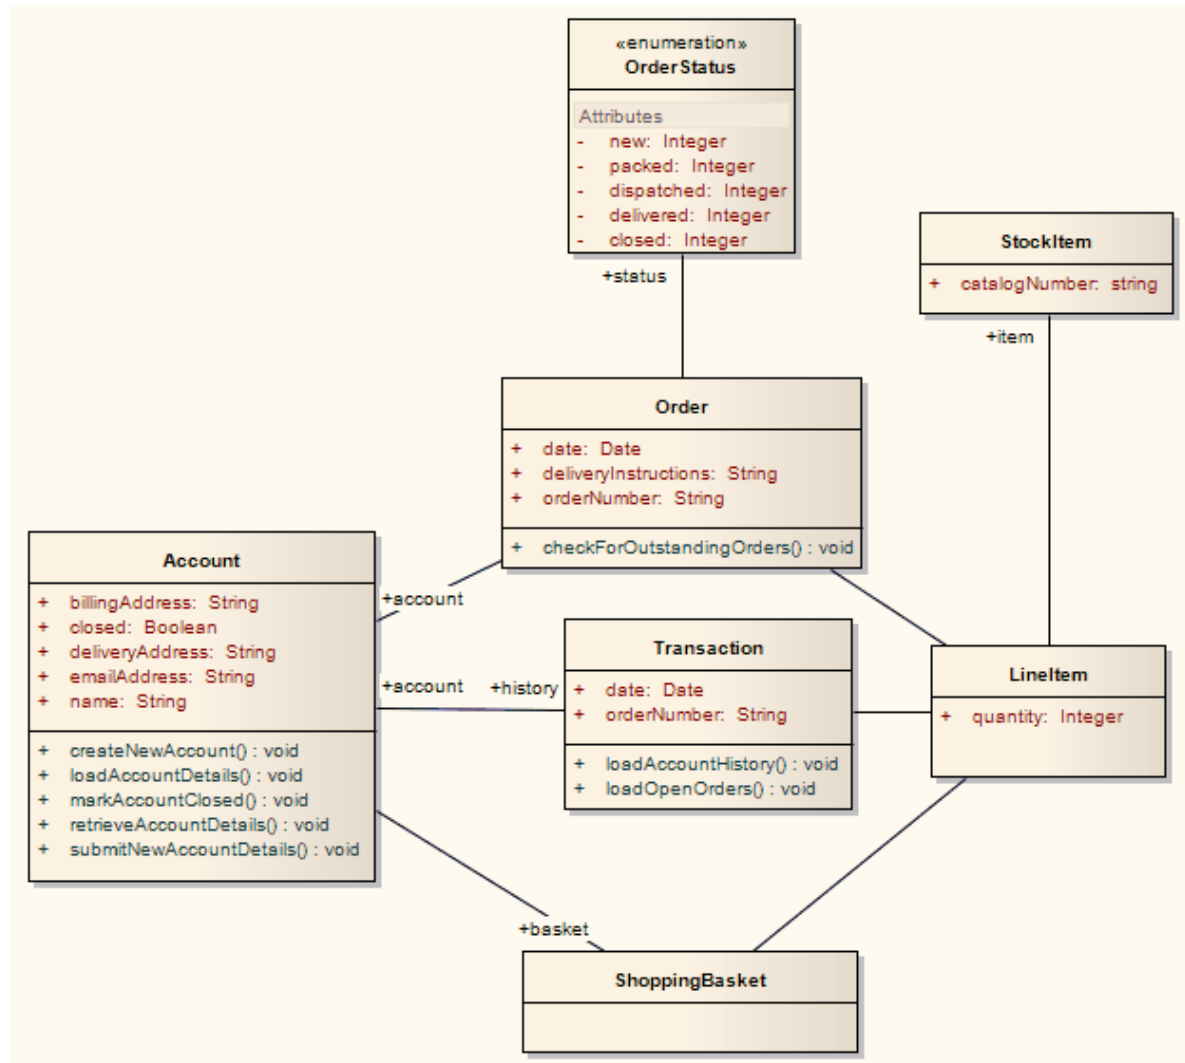 «enumeration»
OrderStatus
Attributes
- new: Integer
- packed: Integer
- dispatched: Integer
- delivered: Integer
- closed: Integer
+status
StockItem
+ catalogNumber: string
+item
Order
+ date: Date
+ deliveryInstructions: String
+ orderNumber: String
+ checkForOutstandingOrders() : void
Account
+ billingAddress: String
+ closed: Boolean
+ deliveryAddress: String
+ emailAddress: String
+ name: String
+ createNewAccount() : void
+ loadAccountDetails() : void
+ markAccountClosed() : void
+ retrieveAccountDetails() : void
+ submitNewAccountDetails() : void
+account
+account
+history
Transaction
+ date: Date
+ orderNumber: String
+ loadAccountHistory() : void
+ loadOpenOrders() : void
LineItem
+ quantity: Integer
+basket
ShoppingBasket